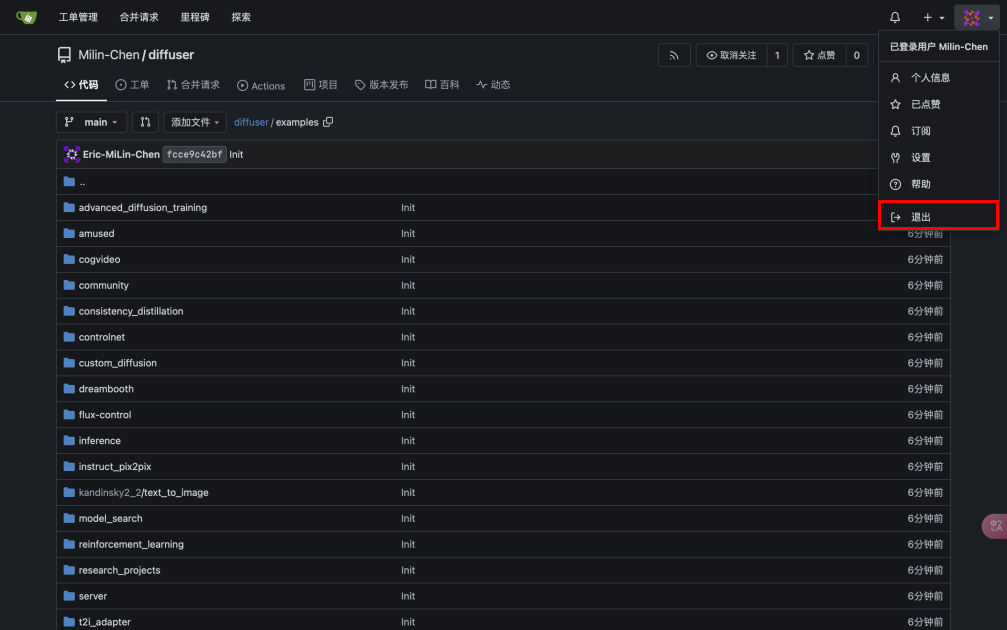 工单管理 合并请求 里程碑 探索
已登录用户 Milin-Chen
个人信息
已点赞
订阅
设置
帮助
退出
Milin-Chen / diffuser
取消关注 1 点赞 0
代码 工单 合并请求 Actions 项目 版本发布 百科 动态
main 添加文件 diffuser / examples
Eric-MiLin-Chen fcce9c42bf Init
..
advanced_diffusion_training Init
amused Init 6分钟前
cogvideo Init 6分钟前
community Init 6分钟前
consistency_distillation Init 6分钟前
controlnet Init 6分钟前
custom_diffusion Init 6分钟前
dreambooth Init 6分钟前
flux-control Init 6分钟前
inference Init 6分钟前
instruct_pix2pix Init 6分钟前
kandinsky2_2/text_to_image Init 6分钟前
model_search Init 6分钟前
reinforcement_learning Init 6分钟前
research_projects Init 6分钟前
server Init 6分钟前
t2i_adapter Init 6分钟前